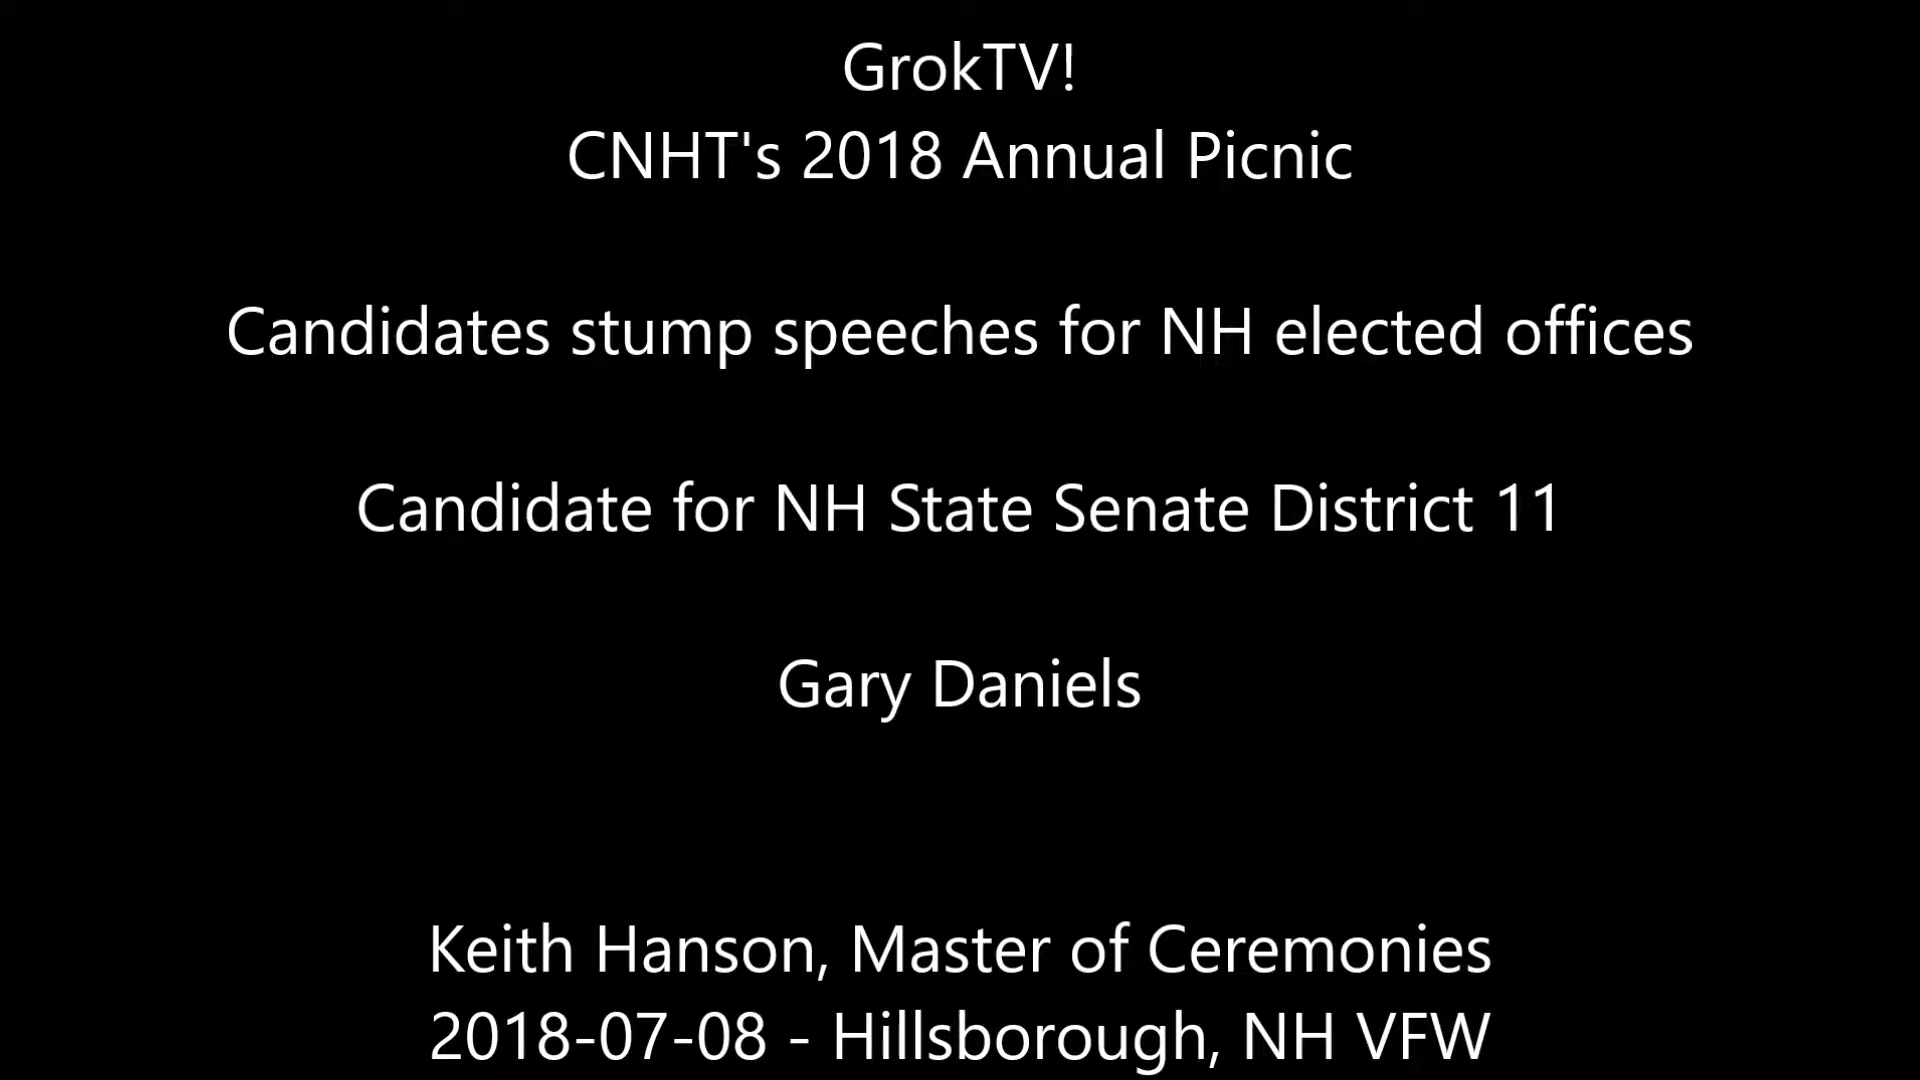 GrokTV!
CNHT's 2018 Annual Picnic
Candidates stump speeches for NH elected offices
Candidate for NH State Senate District 11
Gary Daniels
Keith Hanson, Master of Ceremonies
2018-07-08 - Hillsborough, NH VFW